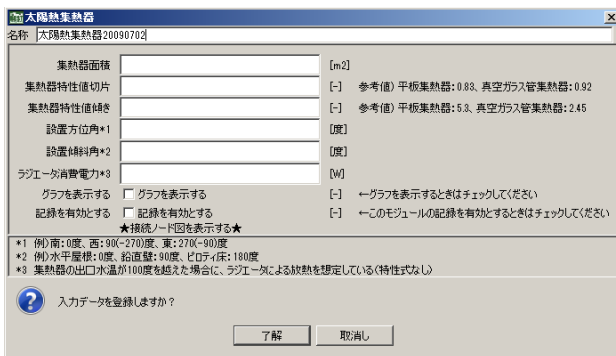 太陽熱集熱器
名称 太陽熱集熱器20090702
集熱器面積 [m2]
集熱器特性値切片 [-] 参考値) 平板集熱器:0.83、真空ガラス管集熱器:0.92
集熱器特性値傾き [-] 参考値) 平板集熱器:5.3、真空ガラス管集熱器:2.45
設置方位角*1 [度]
設置傾斜角*2 [度]
ラジエータ消費電力*3 [W]
グラフを表示する グラフを表示する [-] ←グラフを表示するときはチェックしてください
記録を有効とする 記録を有効とする [-] ←このモジュールの記録を有効とするときはチェックしてください
★接続ノード図を表示する★
*1 例)南:0度、西:90(-270)度、東:270(-90)度
*2 例)水平屋根:0度、鉛直壁:90度、ピロティ床:180度
*3 集熱器の出口水温が100度を越えた場合に、ラジエータによる放熱を想定している(特性式なし)
入力データを登録しますか?
了解 取消し